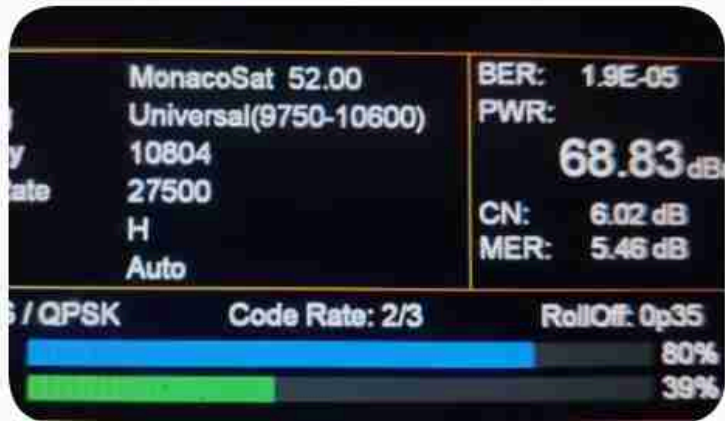 MonacoSat 52.00
Universal(9750-10600)
10804
27500
H
Auto
BER: 1.9E-05
PWR:
68.83
CN: 6.02 dB
MER: 5.46 dB
/ QPSK Code Rate: 2/3 RollOff: 0p35
80%
39%